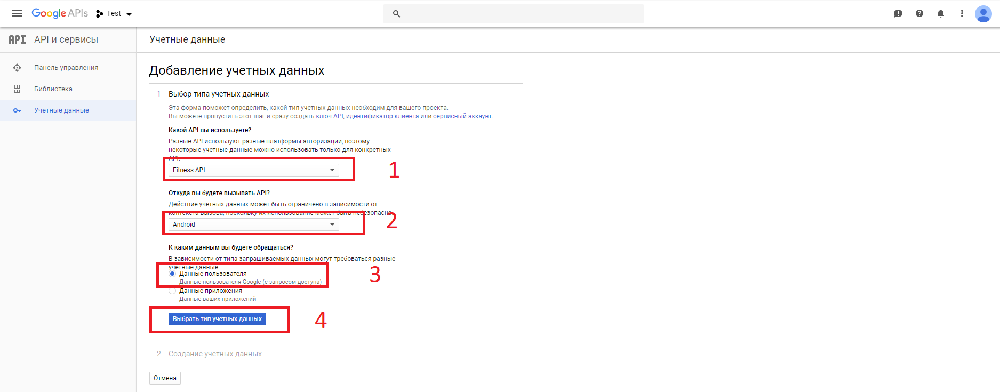 Google APIs Test
API API и сервисы
Учетные данные
Панель управления
Библиотека
Учетные данные
Добавление учетных данных
1 Выбор типа учетных данных
Эта форма поможет определить, какой тип учетных данных необходим для вашего проекта.
Вы можете пропустить этот шаг и сразу создать ключ API, идентификатор клиента или сервисный аккаунт.
Какой API вы используете?
Разные API используют разные платформы авторизации, поэтому
некоторые учетные данные можно использовать только для конкретных
API.
Fitness API
1
Откуда вы будете вызывать API?
Действие учетных данных может быть ограничено в зависимости от
контекста вызова, поскольку их использование может быть небезопасно.
Android
2
К каким данным вы будете обращаться?
В зависимости от типа запрашиваемых данных могут требоваться разные
учетные данные.
Данные пользователя
Данные пользователя Google (с запросом доступа)
3
Данные приложения
Данные ваших приложений
Выбрать тип учетных данных
4
2 Создание учетных данных
Отмена